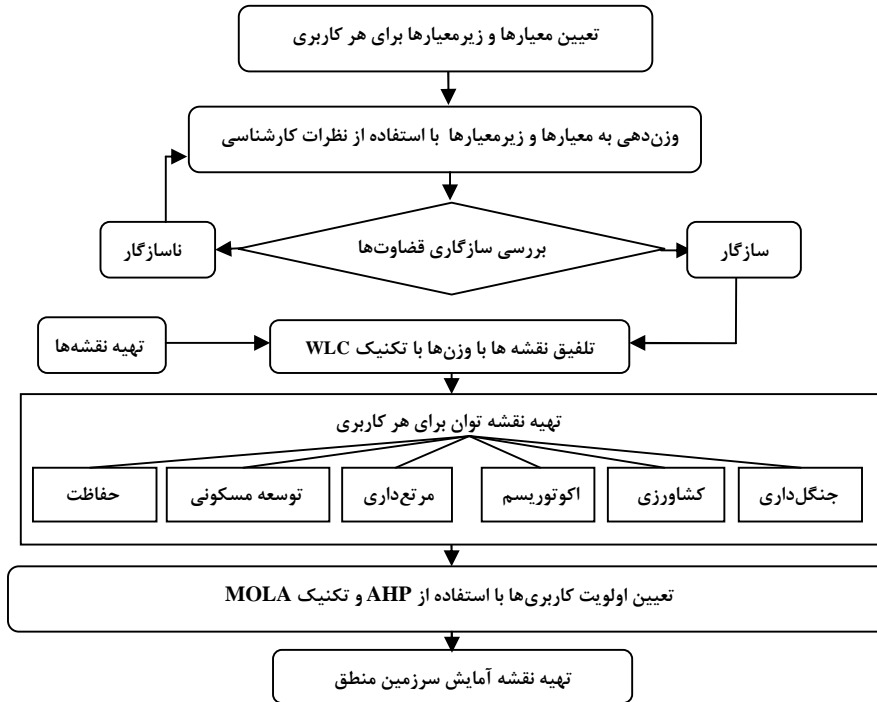 تعیین معیارها و زیرمعیارها برای هر کاربری
وزن‌دهی به معیارها و زیرمعیارها با استفاده از نظرات کارشناسی
سازگار
بررسی سازگاری قضاوت‌ها
ناسازگار
تلفیق نقشه ها با وزن‌ها با تکنیک WLC
تهیه نقشه‌ها
تهیه نقشه توان برای هر کاربری
جنگل‌داری
کشاورزی
اکوتوریسم
مرتع‌داری
توسعه مسکونی
حفاظت
تعیین اولویت کاربری‌ها با استفاده از AHP و تکنیک MOLA
تهیه نقشه آمایش سرزمین منطق